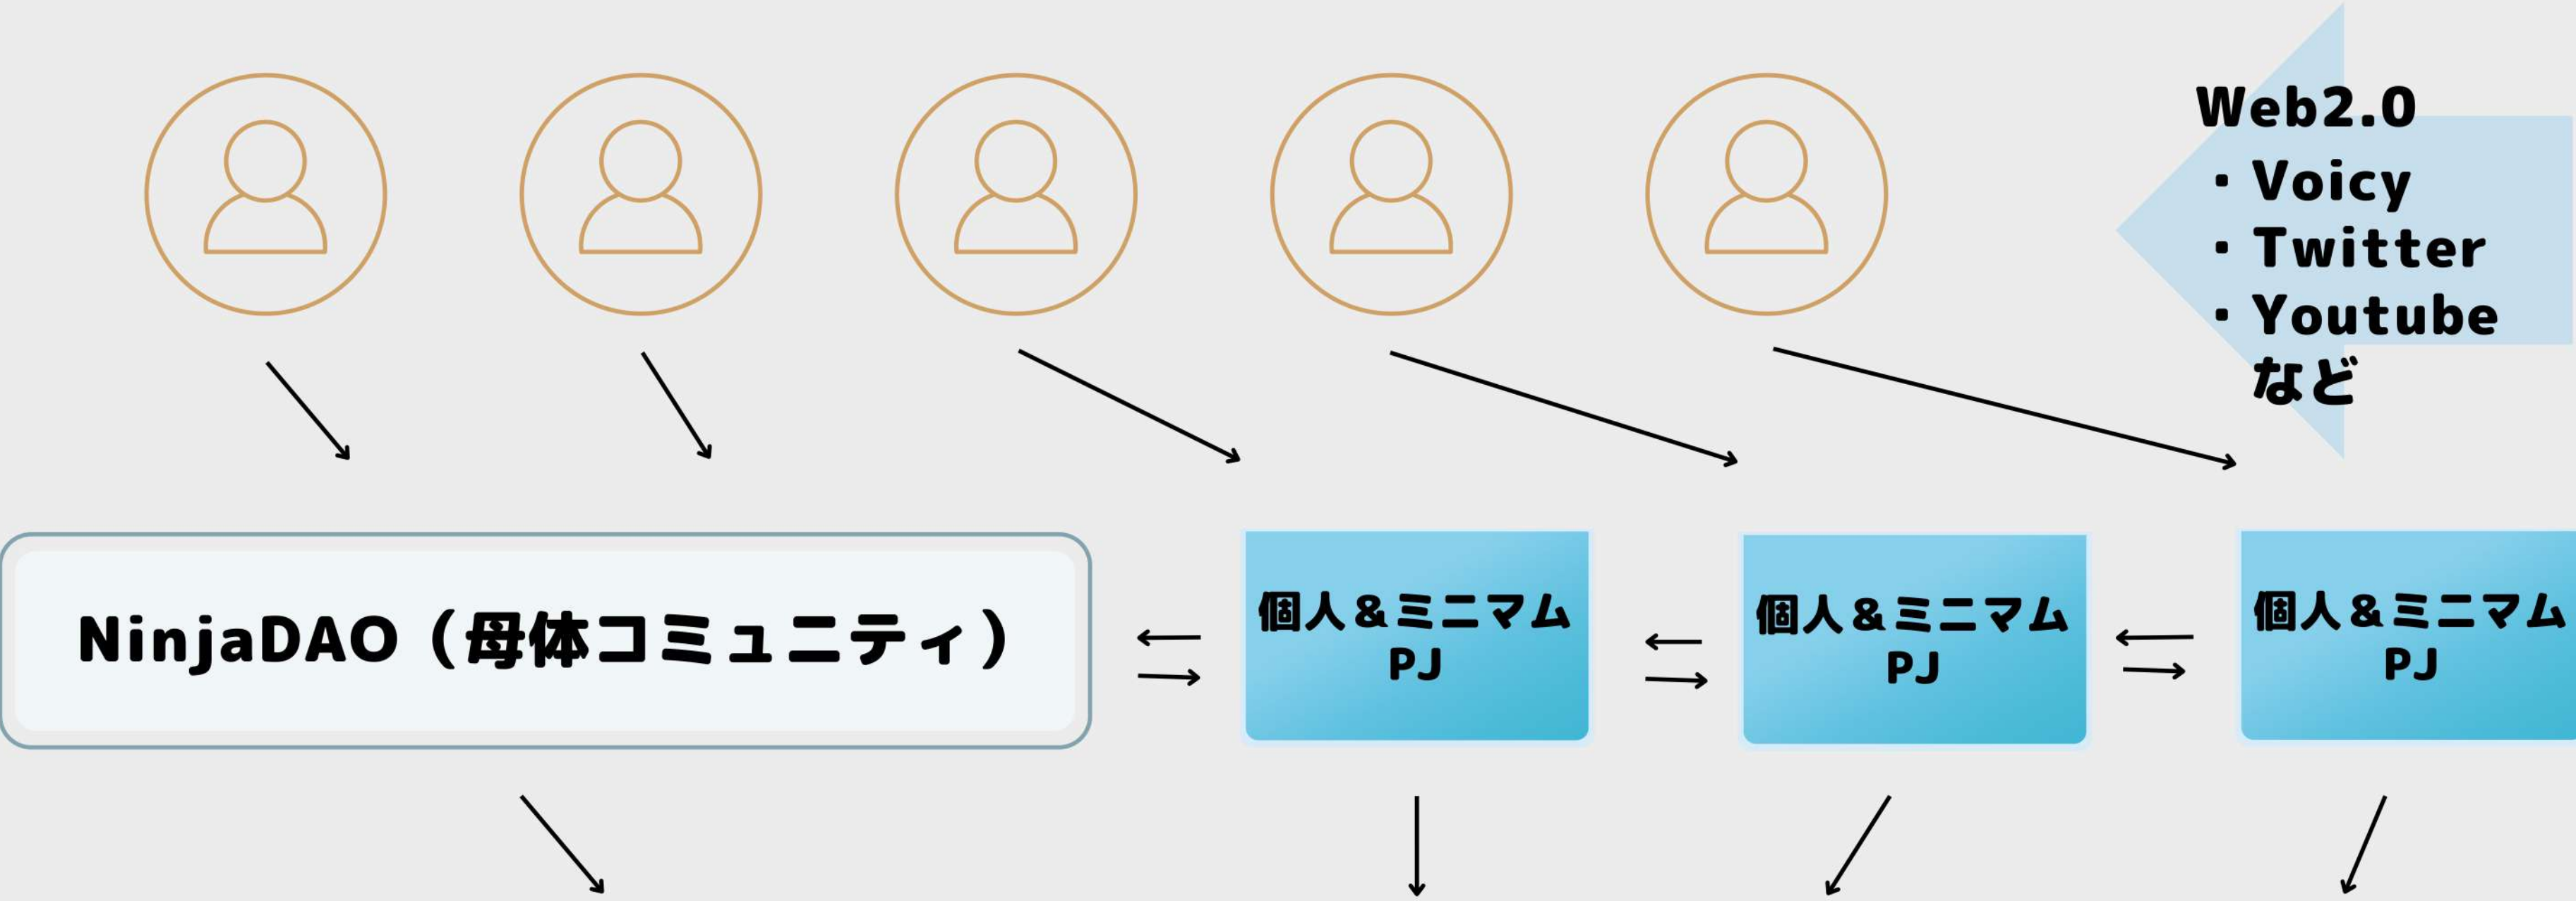 Web2.0
・Voicy
・Twitter
・Youtube
など
NinjaDAO（母体コミュニティ）
個人＆ミニマム
PJ
個人＆ミニマム
PJ
個人＆ミニマム
PJ